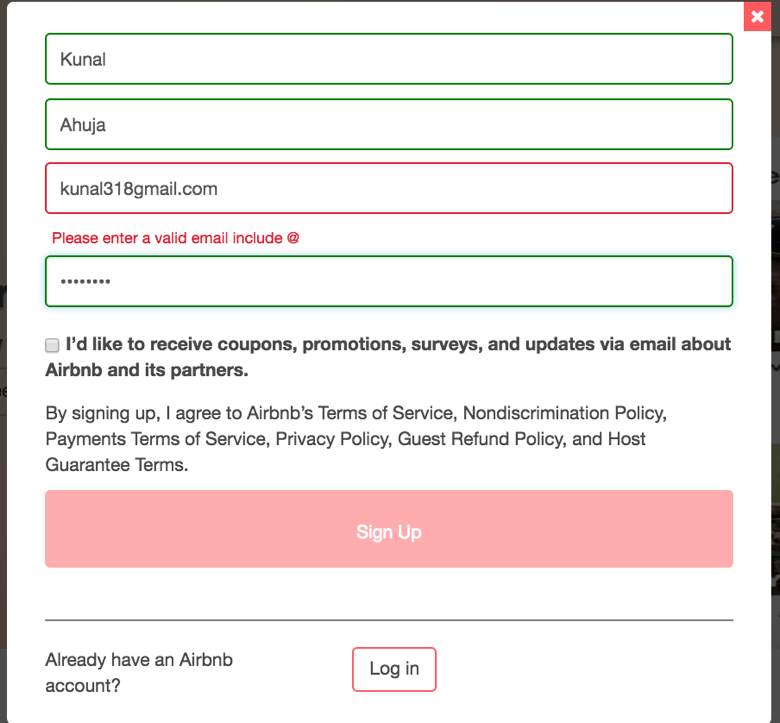 Kunal
Ahuja
kunal318gmail.com
Please enter a valid email include @
••••••••
I’d like to receive coupons, promotions, surveys, and updates via email about
Airbnb and its partners.
By signing up, I agree to Airbnb’s Terms of Service, Nondiscrimination Policy,
Payments Terms of Service, Privacy Policy, Guest Refund Policy, and Host
Guarantee Terms.
Sign Up
Already have an Airbnb
account?
Log in